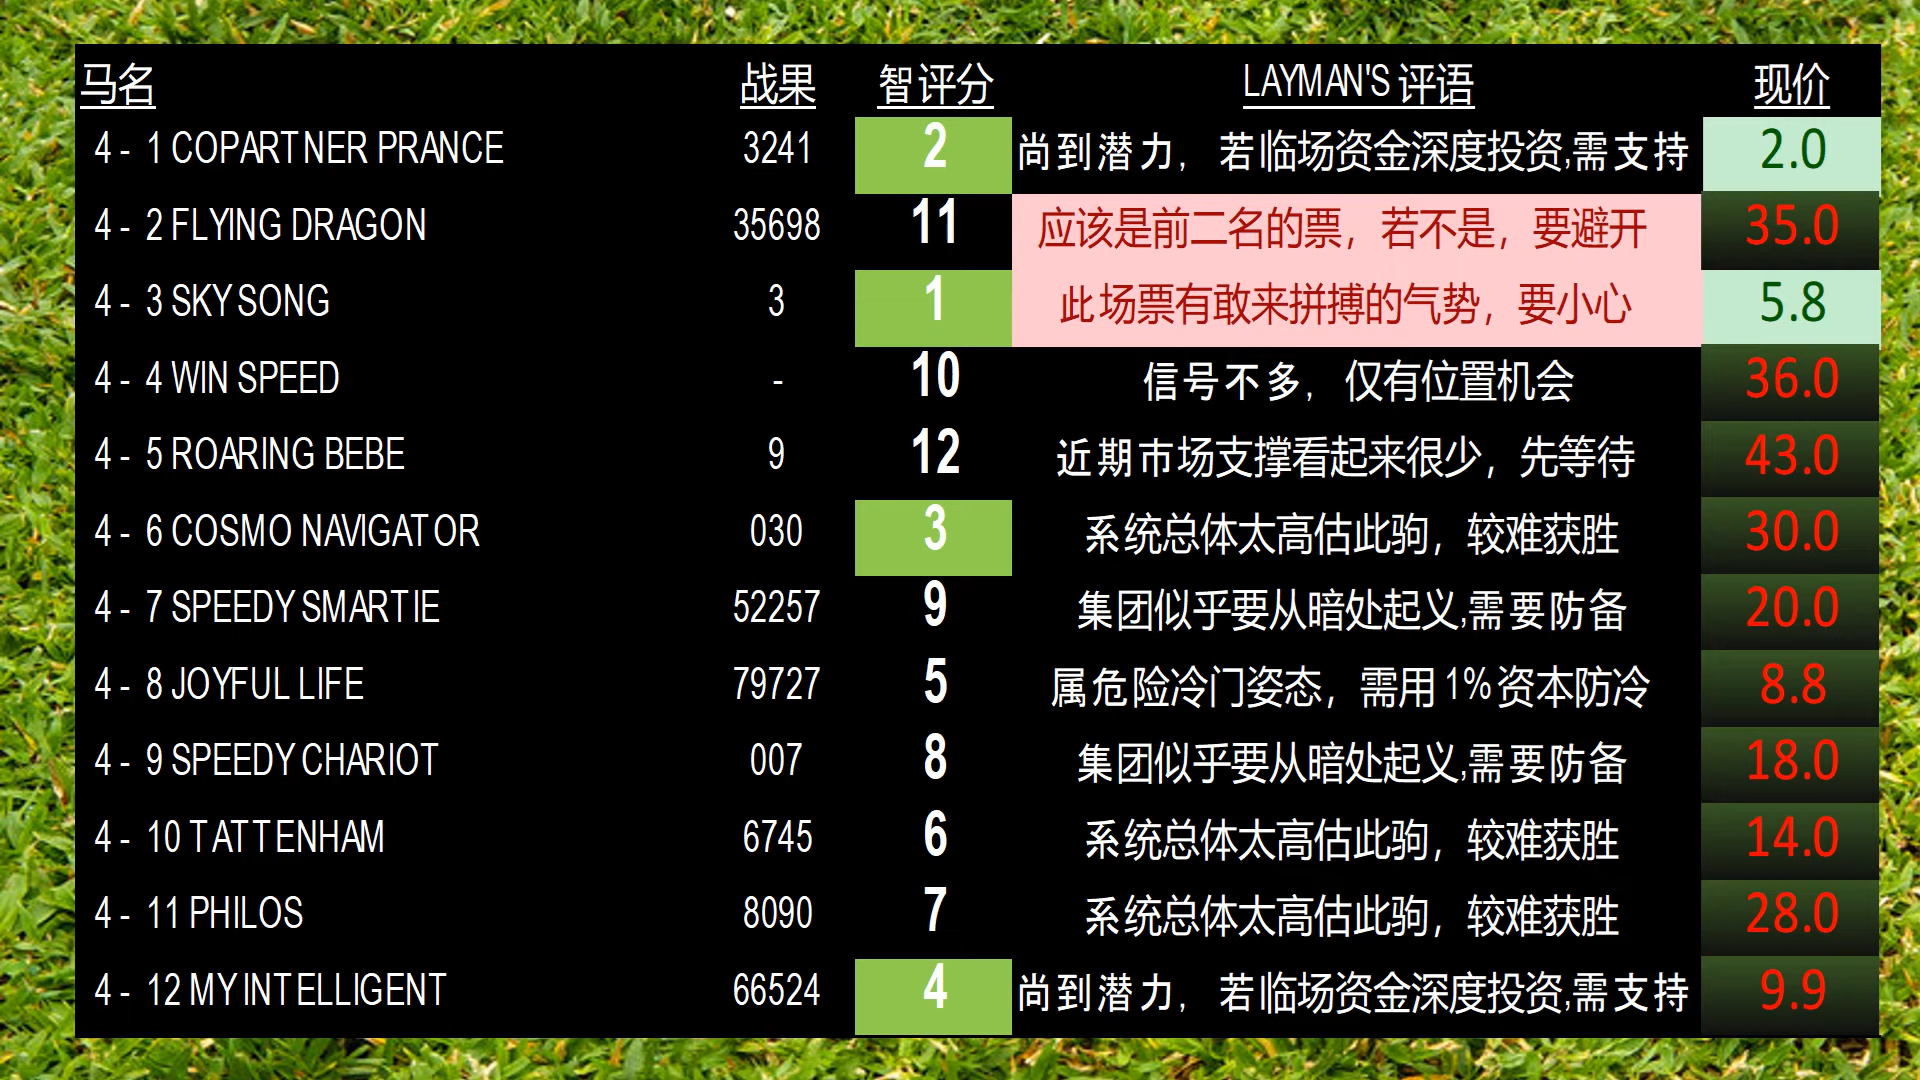 马名 战果 智评分 LAYMAN'S 评语 现价
4 - 1 COPARTNER PRANCE 3241 2 尚到潜力，若临场资金深度投资,需支持 2.0
4 - 2 FLYING DRAGON 35698 11 应该是前二名的票，若不是，要避开 35.0
4 - 3 SKY SONG 3 1 此场票有敢来拼搏的气势，要小心 5.8
4 - 4 WIN SPEED - 10 信号不多，仅有位置机会 36.0
4 - 5 ROARING BEBE 9 12 近期市场支撑看起来很少，先等待 43.0
4 - 6 COSMO NAVIGATOR 030 3 系统总体太高估此驹，较难获胜 30.0
4 - 7 SPEEDY SMARTIE 52257 9 集团似乎要从暗处起义,需要防备 20.0
4 - 8 JOYFUL LIFE 79727 5 属危险冷门姿态，需用 1% 资本防冷 8.8
4 - 9 SPEEDY CHARIOT 007 8 集团似乎要从暗处起义,需要防备 18.0
4 - 10 TATTENHAM 6745 6 系统总体太高估此驹，较难获胜 14.0
4 - 11 PHILOS 8090 7 系统总体太高估此驹，较难获胜 28.0
4 - 12 MY INTELLIGENT 66524 4 尚到潜力，若临场资金深度投资,需支持 9.9